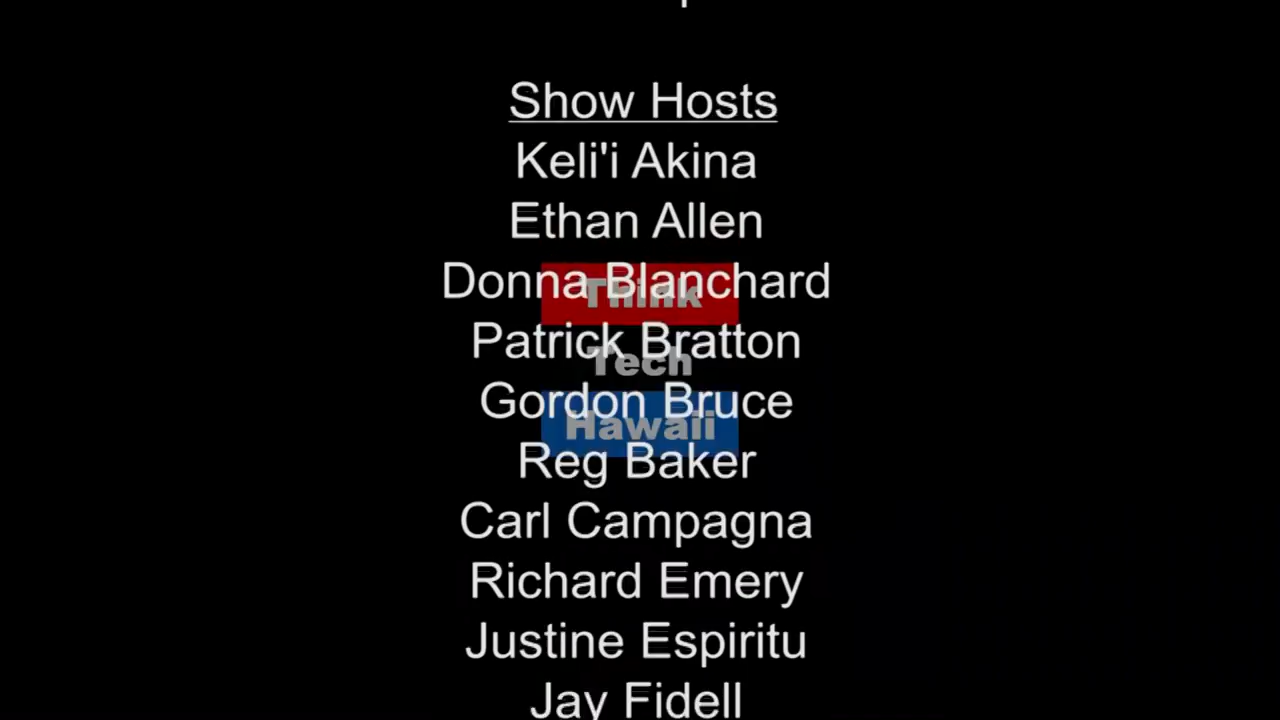 Show Hosts
Keli'i Akina
Ethan Allen
Donna Blanchard
Think
Patrick Bratton
Tech
Gordon Bruce
Hawaii
Reg Baker
Carl Campagna
Richard Emery
Justine Espiritu
Jay Fidell